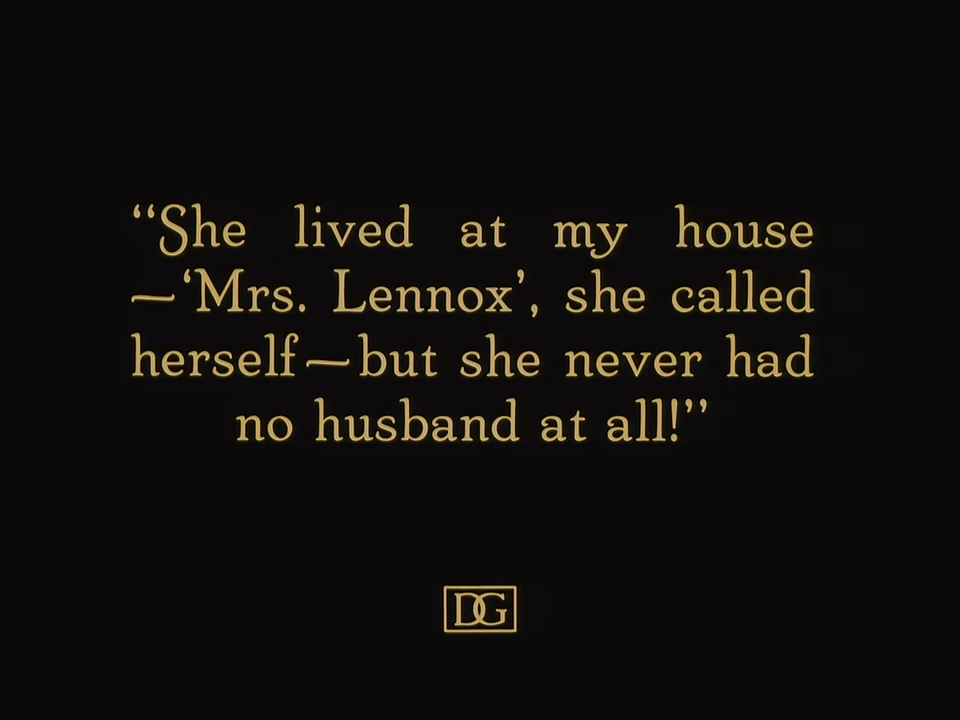 “She lived at my house
—‘Mrs. Lennox’, she called
herself—but she never had
no husband at all!”
DG